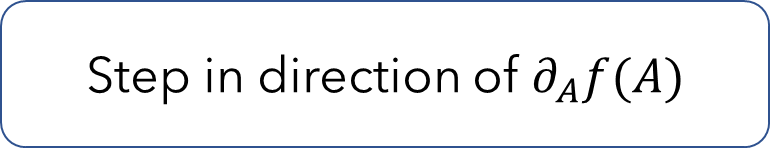 Step in direction of ∂_A f(A)